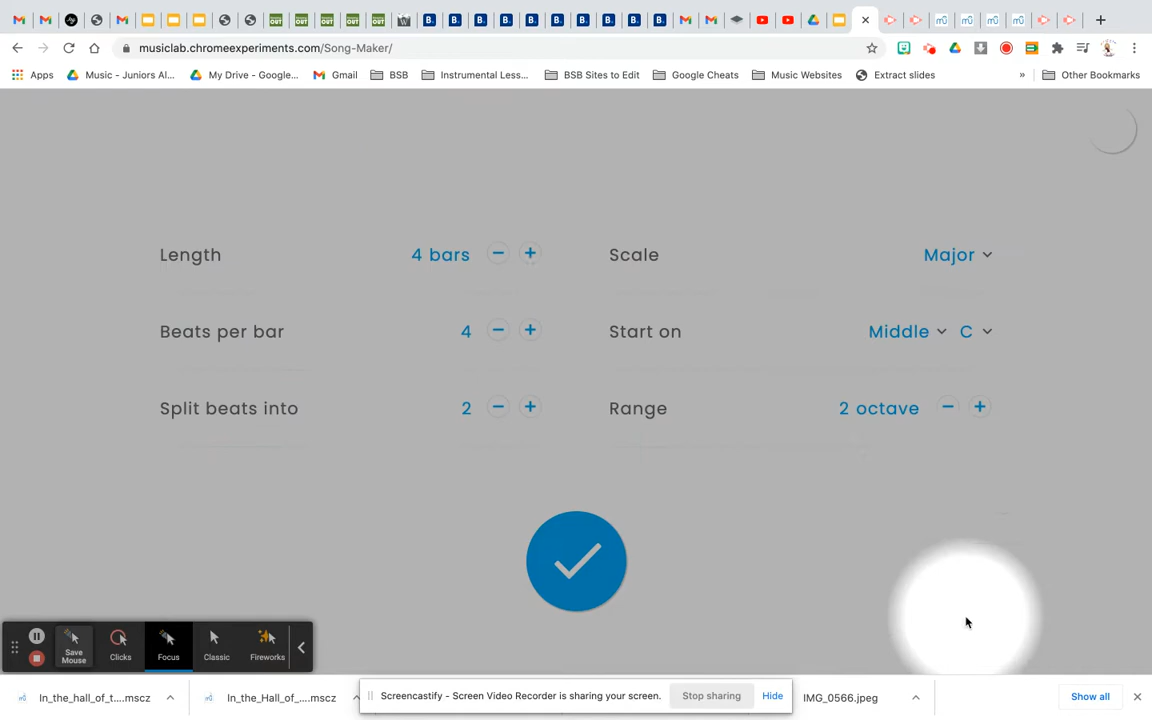 musiclab.chromeexperiments.com/Song-Maker/
Apps
Music - Juniors Al...
My Drive - Google...
Gmail
BSB
Instrumental Less...
BSB Sites to Edit
Google Cheats
Music Websites
Extract slides
»
Other Bookmarks
Length 4 bars − +
Scale Major
Beats per bar 4 − +
Start on Middle C
Split beats into 2 − +
Range 2 octave − +
Save Mouse
Clicks
Focus
Classic
Fireworks
In_the_hall_of_t....mscz
In_the_Hall_of_....mscz
Screencastify - Screen Video Recorder is sharing your screen.
Stop sharing
Hide
IMG_0566.jpeg
Show all